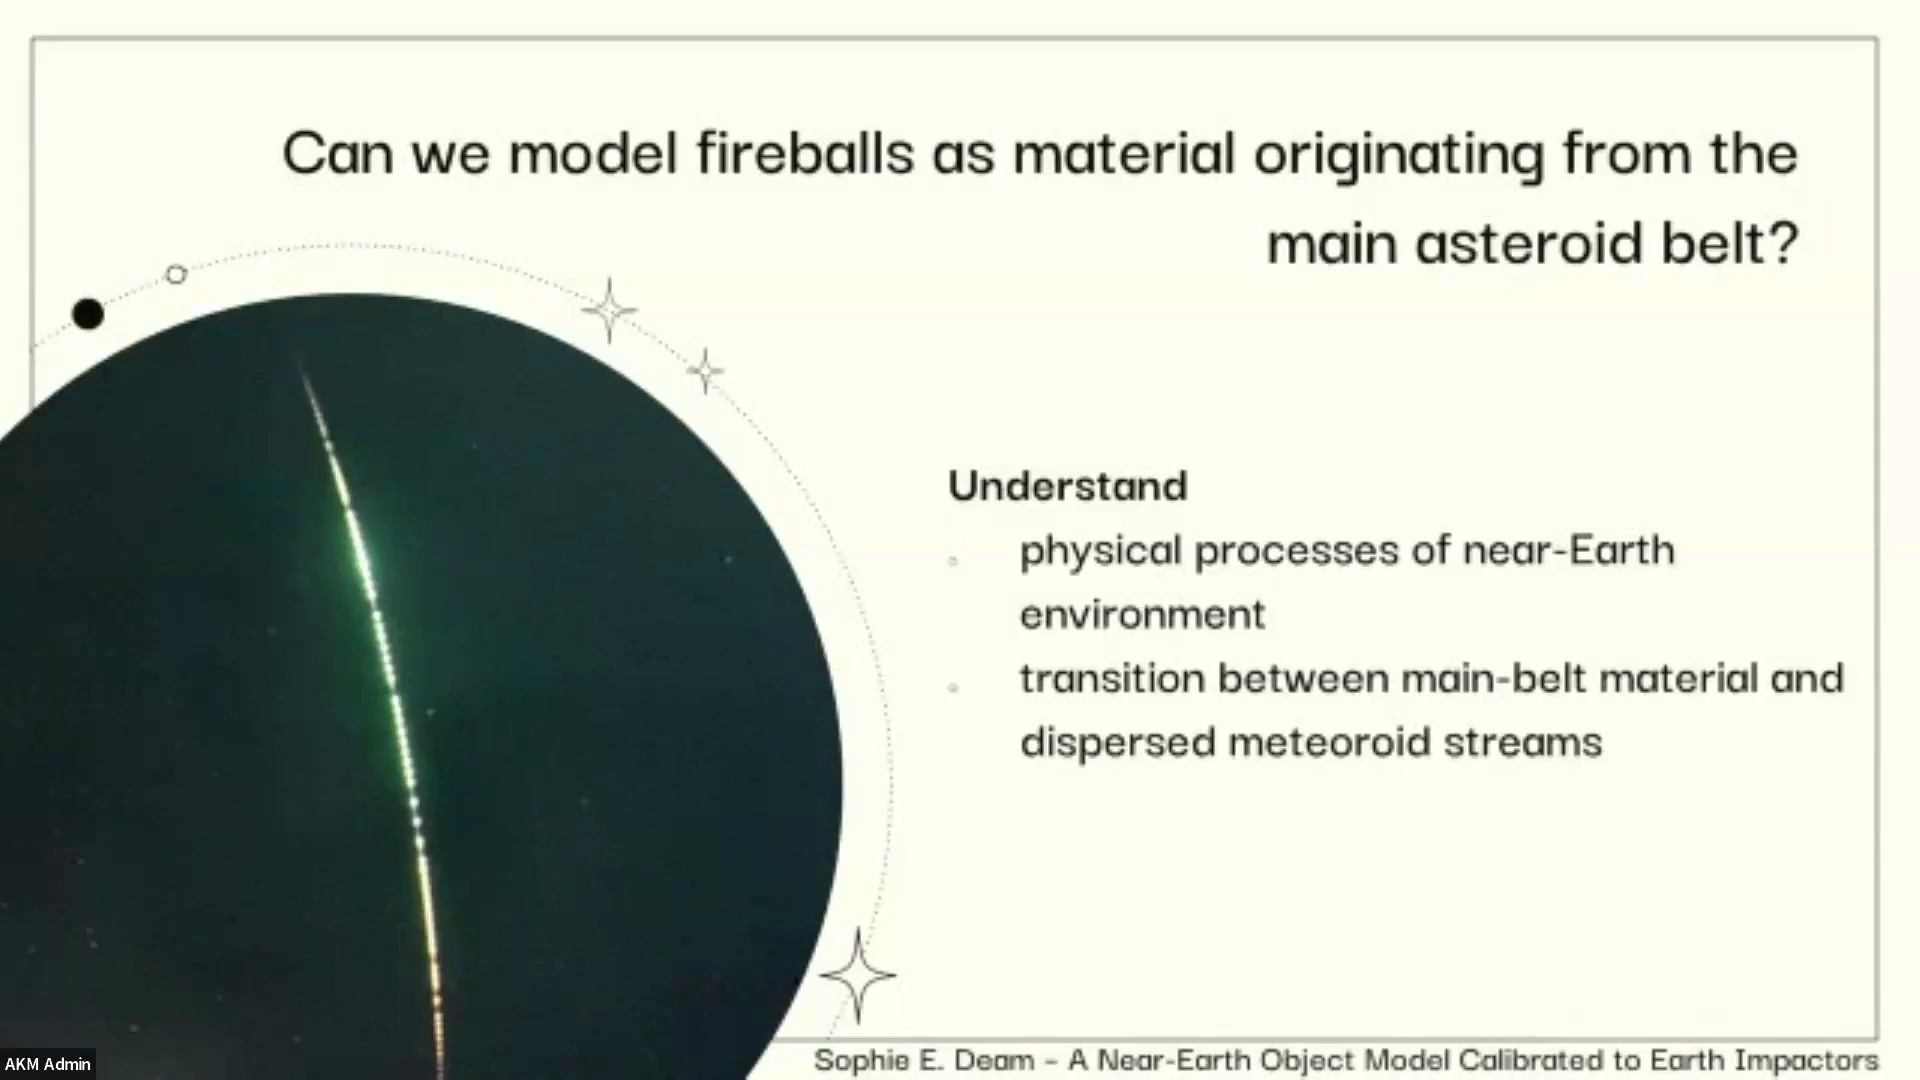 Can we model fireballs as material originating from the
main asteroid belt?
Understand
physical processes of near-Earth
environment
transition between main-belt material and
dispersed meteoroid streams
Sophie E. Deam – A Near-Earth Object Model Calibrated to Earth Impactors
AKM Admin